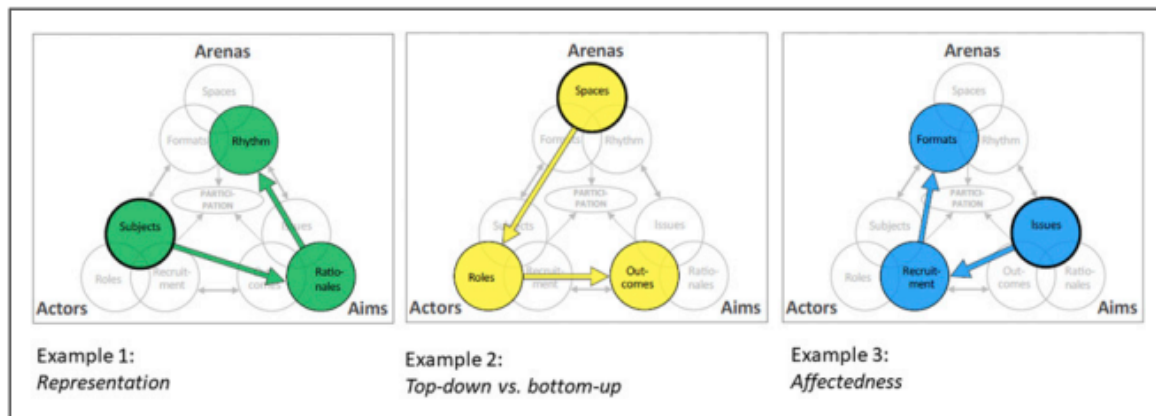 Arenas
Spaces
Formats
Rhythm
PARTICI-
PATION
Subjects
Issues
Roles
Recruit-
ment
comes
Ratio-
nales
Actors
Aims
Example 1:
Representation
Arenas
Spaces
Formats
Rhythm
PARTICI-
PATION
Subjects
Issues
Roles
Recruit-
ment
Out-
comes
Ratio-
nales
Actors
Aims
Example 2:
Top-down vs. bottom-up
Arenas
Spaces
Formats
Rhythm
PARTICI-
PATION
Subjects
Issues
Roles
Recruit-
ment
Out-
comes
Ratio-
nales
Actors
Aims
Example 3:
Affectedness